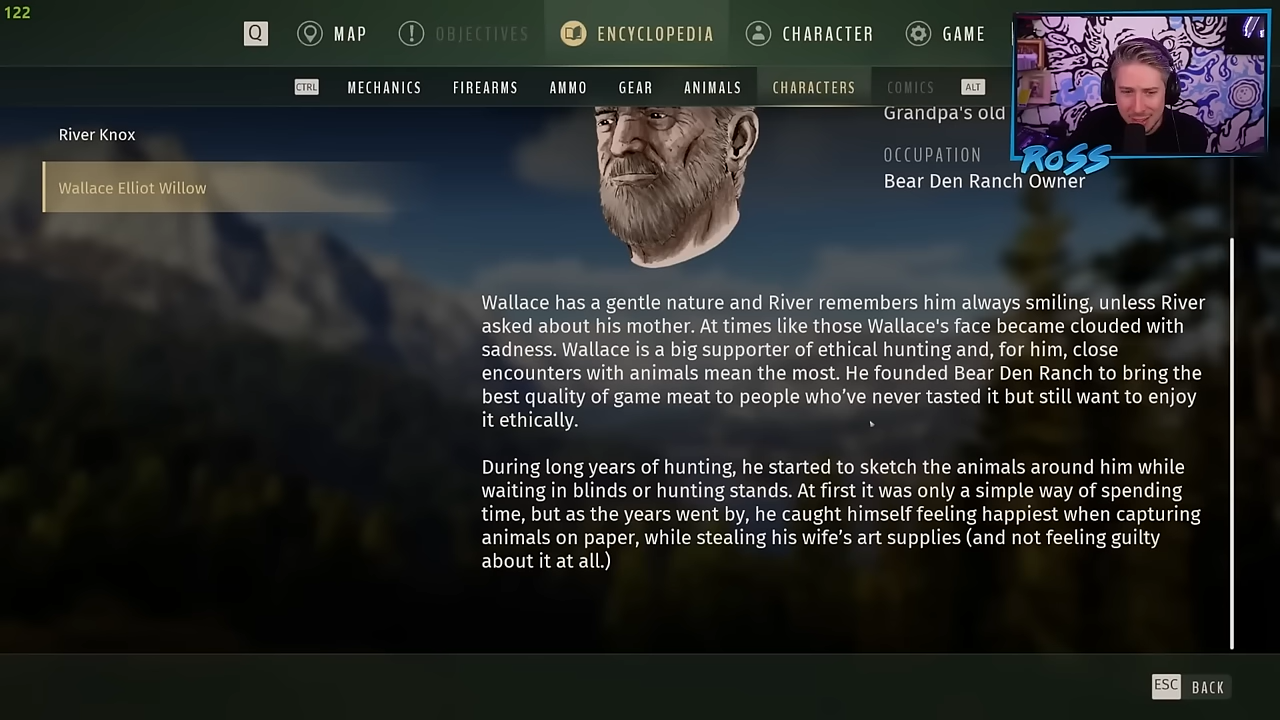 122
Q MAP OBJECTIVES ENCYCLOPEDIA CHARACTER GAME
CTRL MECHANICS FIREARMS AMMO GEAR ANIMALS CHARACTERS COMICS ALT
River Knox
Wallace Elliot Willow
Grandpa's old
OCCUPATION
Bear Den Ranch Owner
ROSS
Wallace has a gentle nature and River remembers him always smiling, unless River
asked about his mother. At times like those Wallace's face became clouded with
sadness. Wallace is a big supporter of ethical hunting and, for him, close
encounters with animals mean the most. He founded Bear Den Ranch to bring the
best quality of game meat to people who’ve never tasted it but still want to enjoy
it ethically.
During long years of hunting, he started to sketch the animals around him while
waiting in blinds or hunting stands. At first it was only a simple way of spending
time, but as the years went by, he caught himself feeling happiest when capturing
animals on paper, while stealing his wife’s art supplies (and not feeling guilty
about it at all.)
ESC BACK